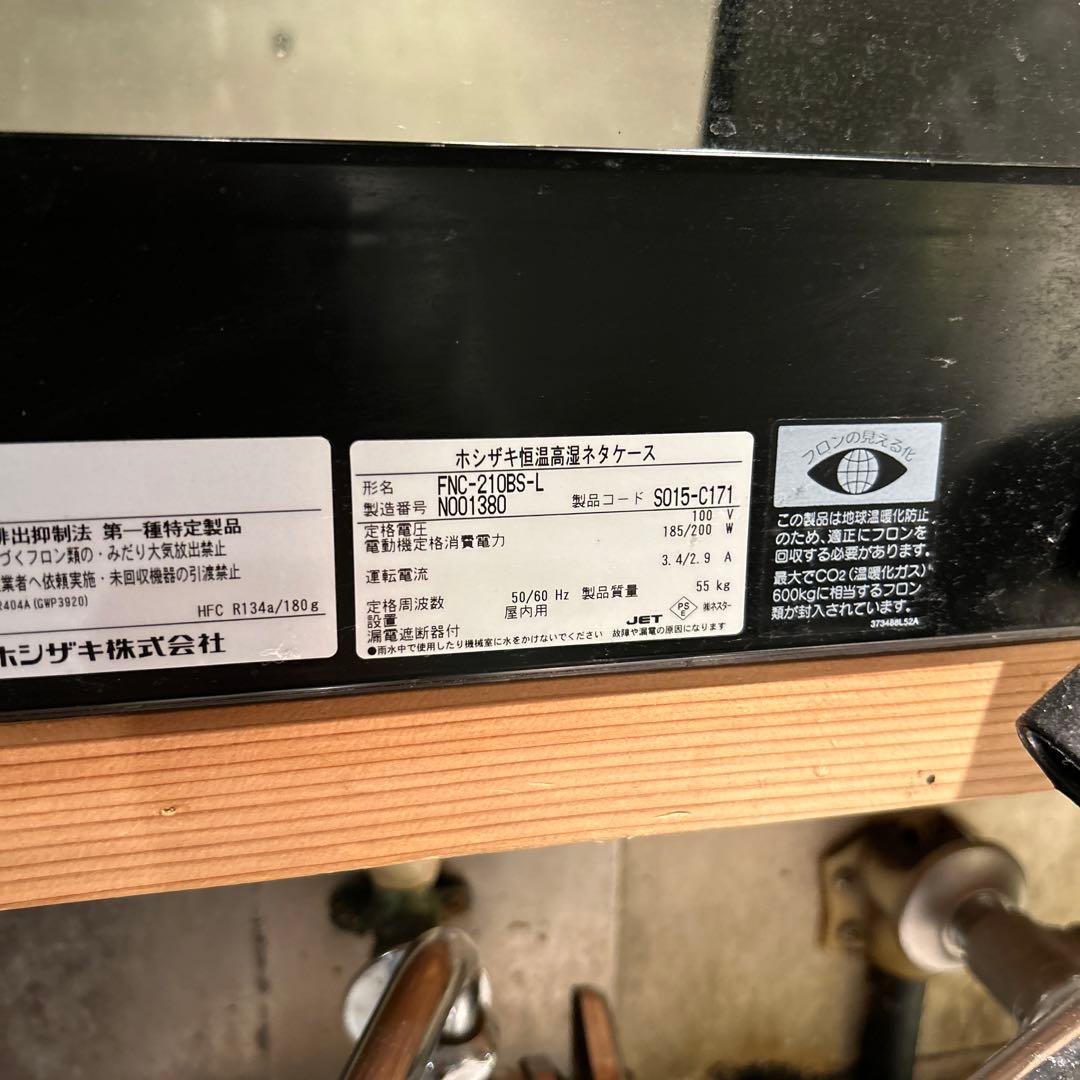 排出抑制法 第一種特定製品
づくフロン類の・みだり大気放出禁止
業者へ依頼実施・未回収機器の引渡禁止
R404A (GWP3920)
HFC R134a/180g
ホシザキ株式会社
ホシザキ恒温高湿ネタケース
形名 FNC-210BS-L
製造番号 N001380 製品コード S015-C171
定格電圧 100 V
電動機定格消費電力 185/200 W
運転電流 3.4/2.9 A
定格周波数 50/60 Hz 製品質量 55 kg
設置 屋内用
漏電遮断器付 JET PS E ㈱ネスター
●雨水中で使用したり機械室に水をかけないでください 故障や漏電の原因になります
フロンの見える化
この製品は地球温暖化防止
のため、適正にフロンを
回収する必要があります。
最大でCO2(温暖化ガス)
600kgに相当するフロン
類が封入されています。
373488L52A